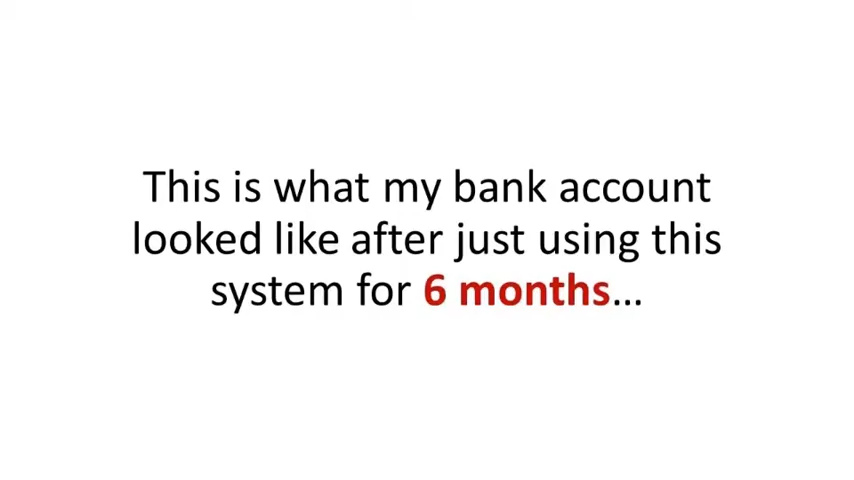 This is what my bank account
looked like after just using this
system for 6 months...